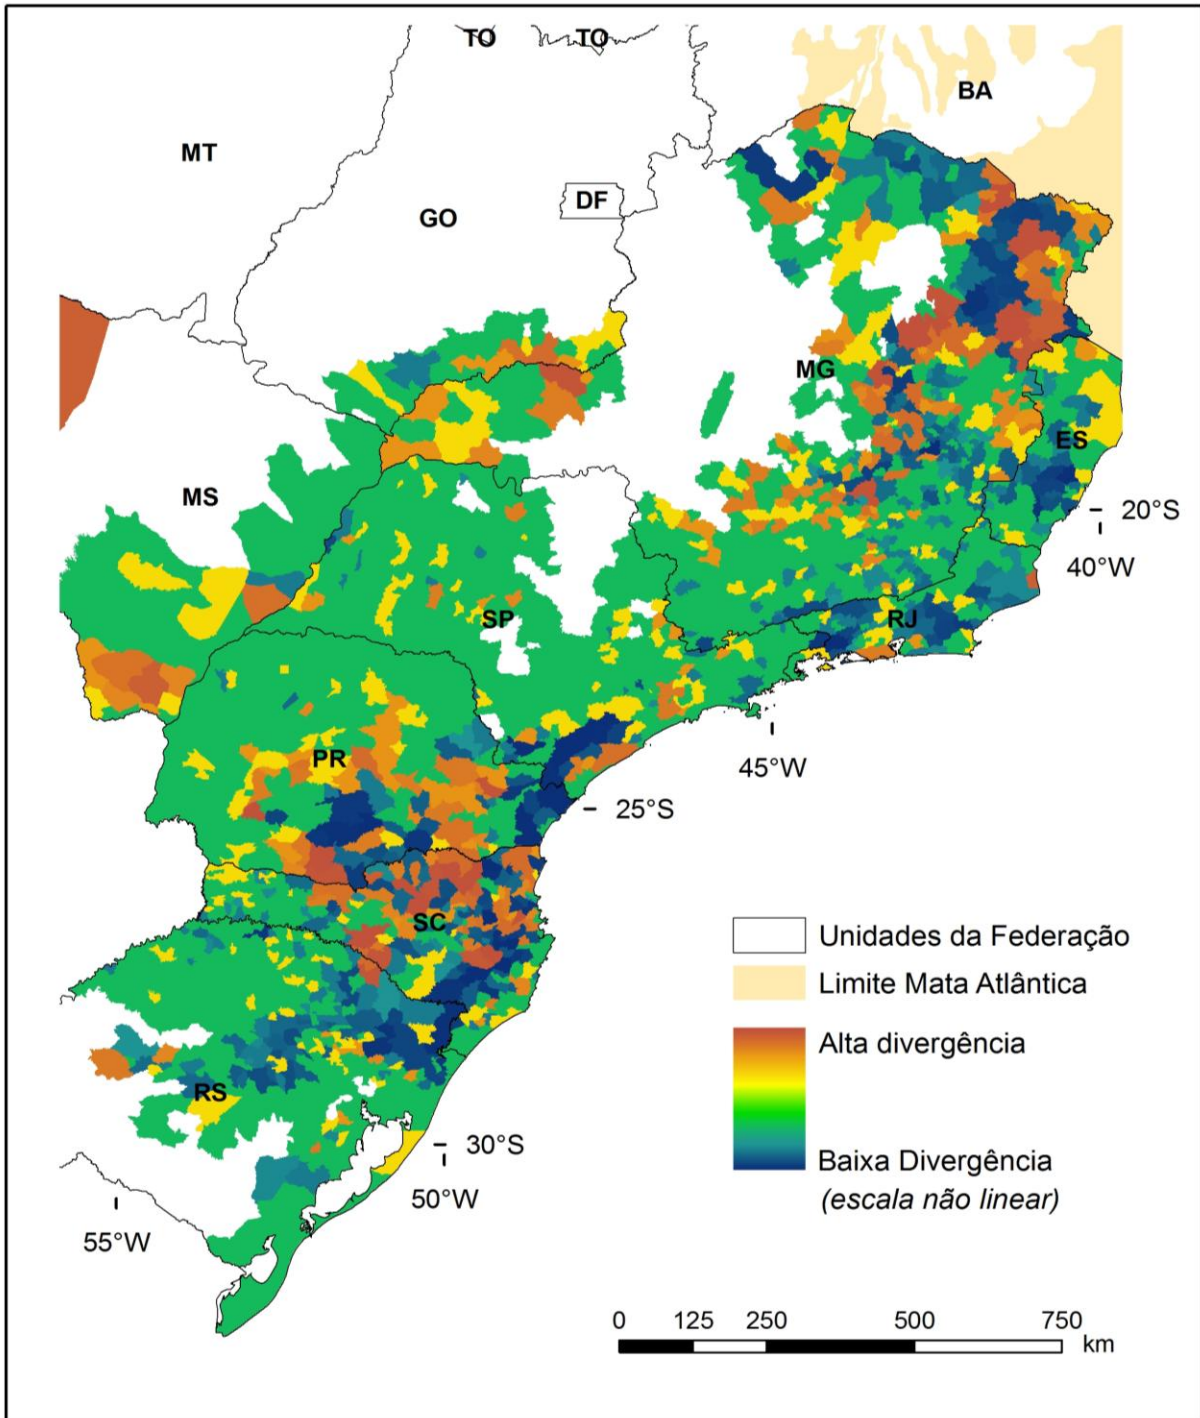 TO
TO
BA
MT
DF
GO
MG
ES
MS
20°S
40°W
SP
RJ
PR
45°W
25°S
SC
Unidades da Federação
Limite Mata Atlântica
Alta divergência
RS
30°S
Baixa Divergência
(escala não linear)
50°W
55°W
0 125 250 500 750
km